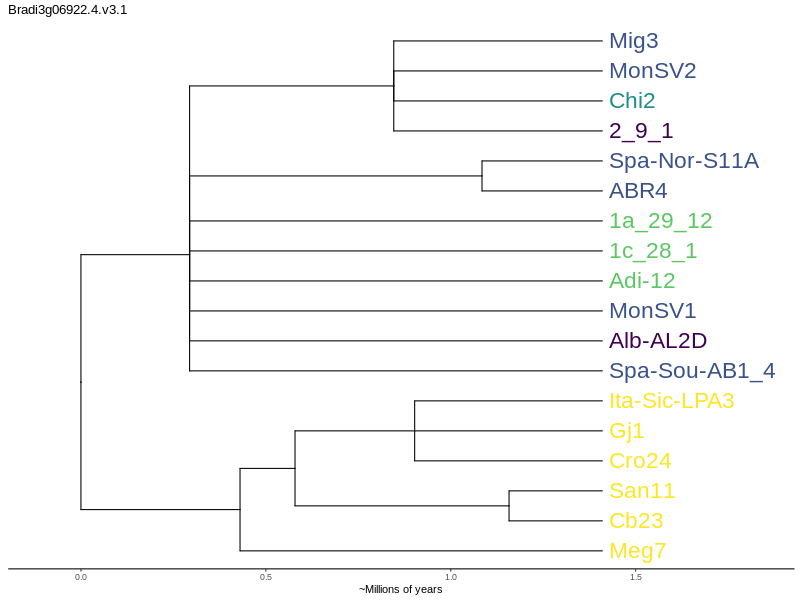 Bradi3g06922.4.v3.1
Mig3
MonSV2
Chi2
2_9_1
Spa-Nor-S11A
ABR4
1a_29_12
1c_28_1
Adi-12
MonSV1
Alb-AL2D
Spa-Sou-AB1_4
Ita-Sic-LPA3
Gj1
Cro24
San11
Cb23
Meg7
0.0 0.5 1.0 1.5
~Millions of years